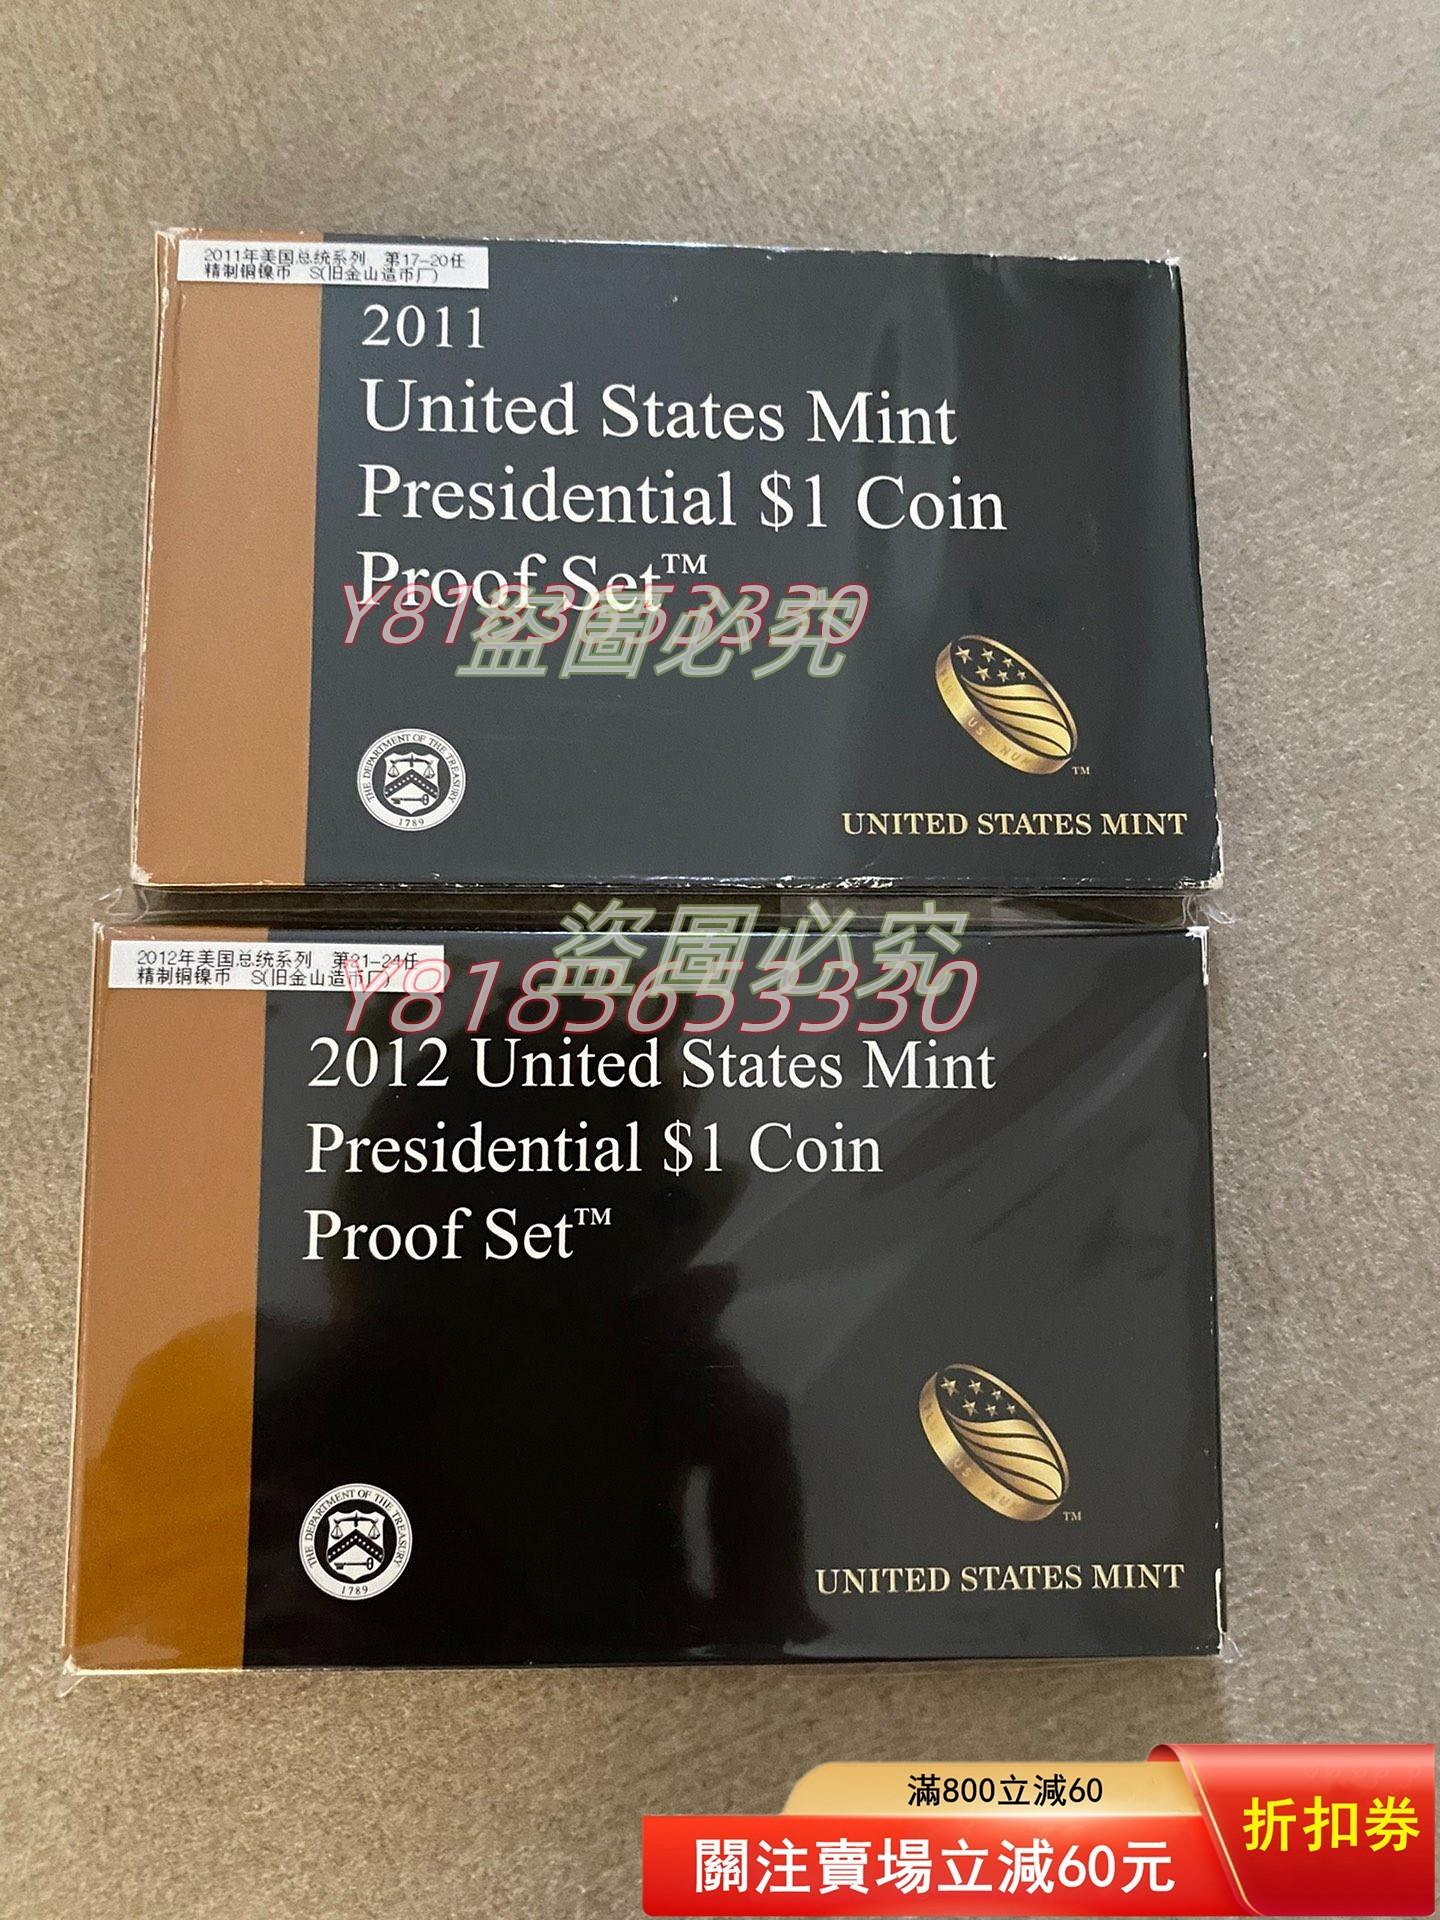 2011年美国总统系列 第17-20任
精制铜镍币 S(旧金山造币厂)
2011
United States Mint
Presidential $1 Coin
Proof Set™
Y8183653330
盜圖必究
THE DEPARTMENT OF THE TREASURY
1789
TM
UNITED STATES MINT
盜圖必究
2012年美国总统系列 第21-24任
精制铜镍币 S(旧金山造币厂)
Y8183653330
2012 United States Mint
Presidential $1 Coin
Proof Set™
THE DEPARTMENT OF THE TREASURY
1789
TM
UNITED STATES MINT
滿800立減60
關注賣場立減60元
折扣券